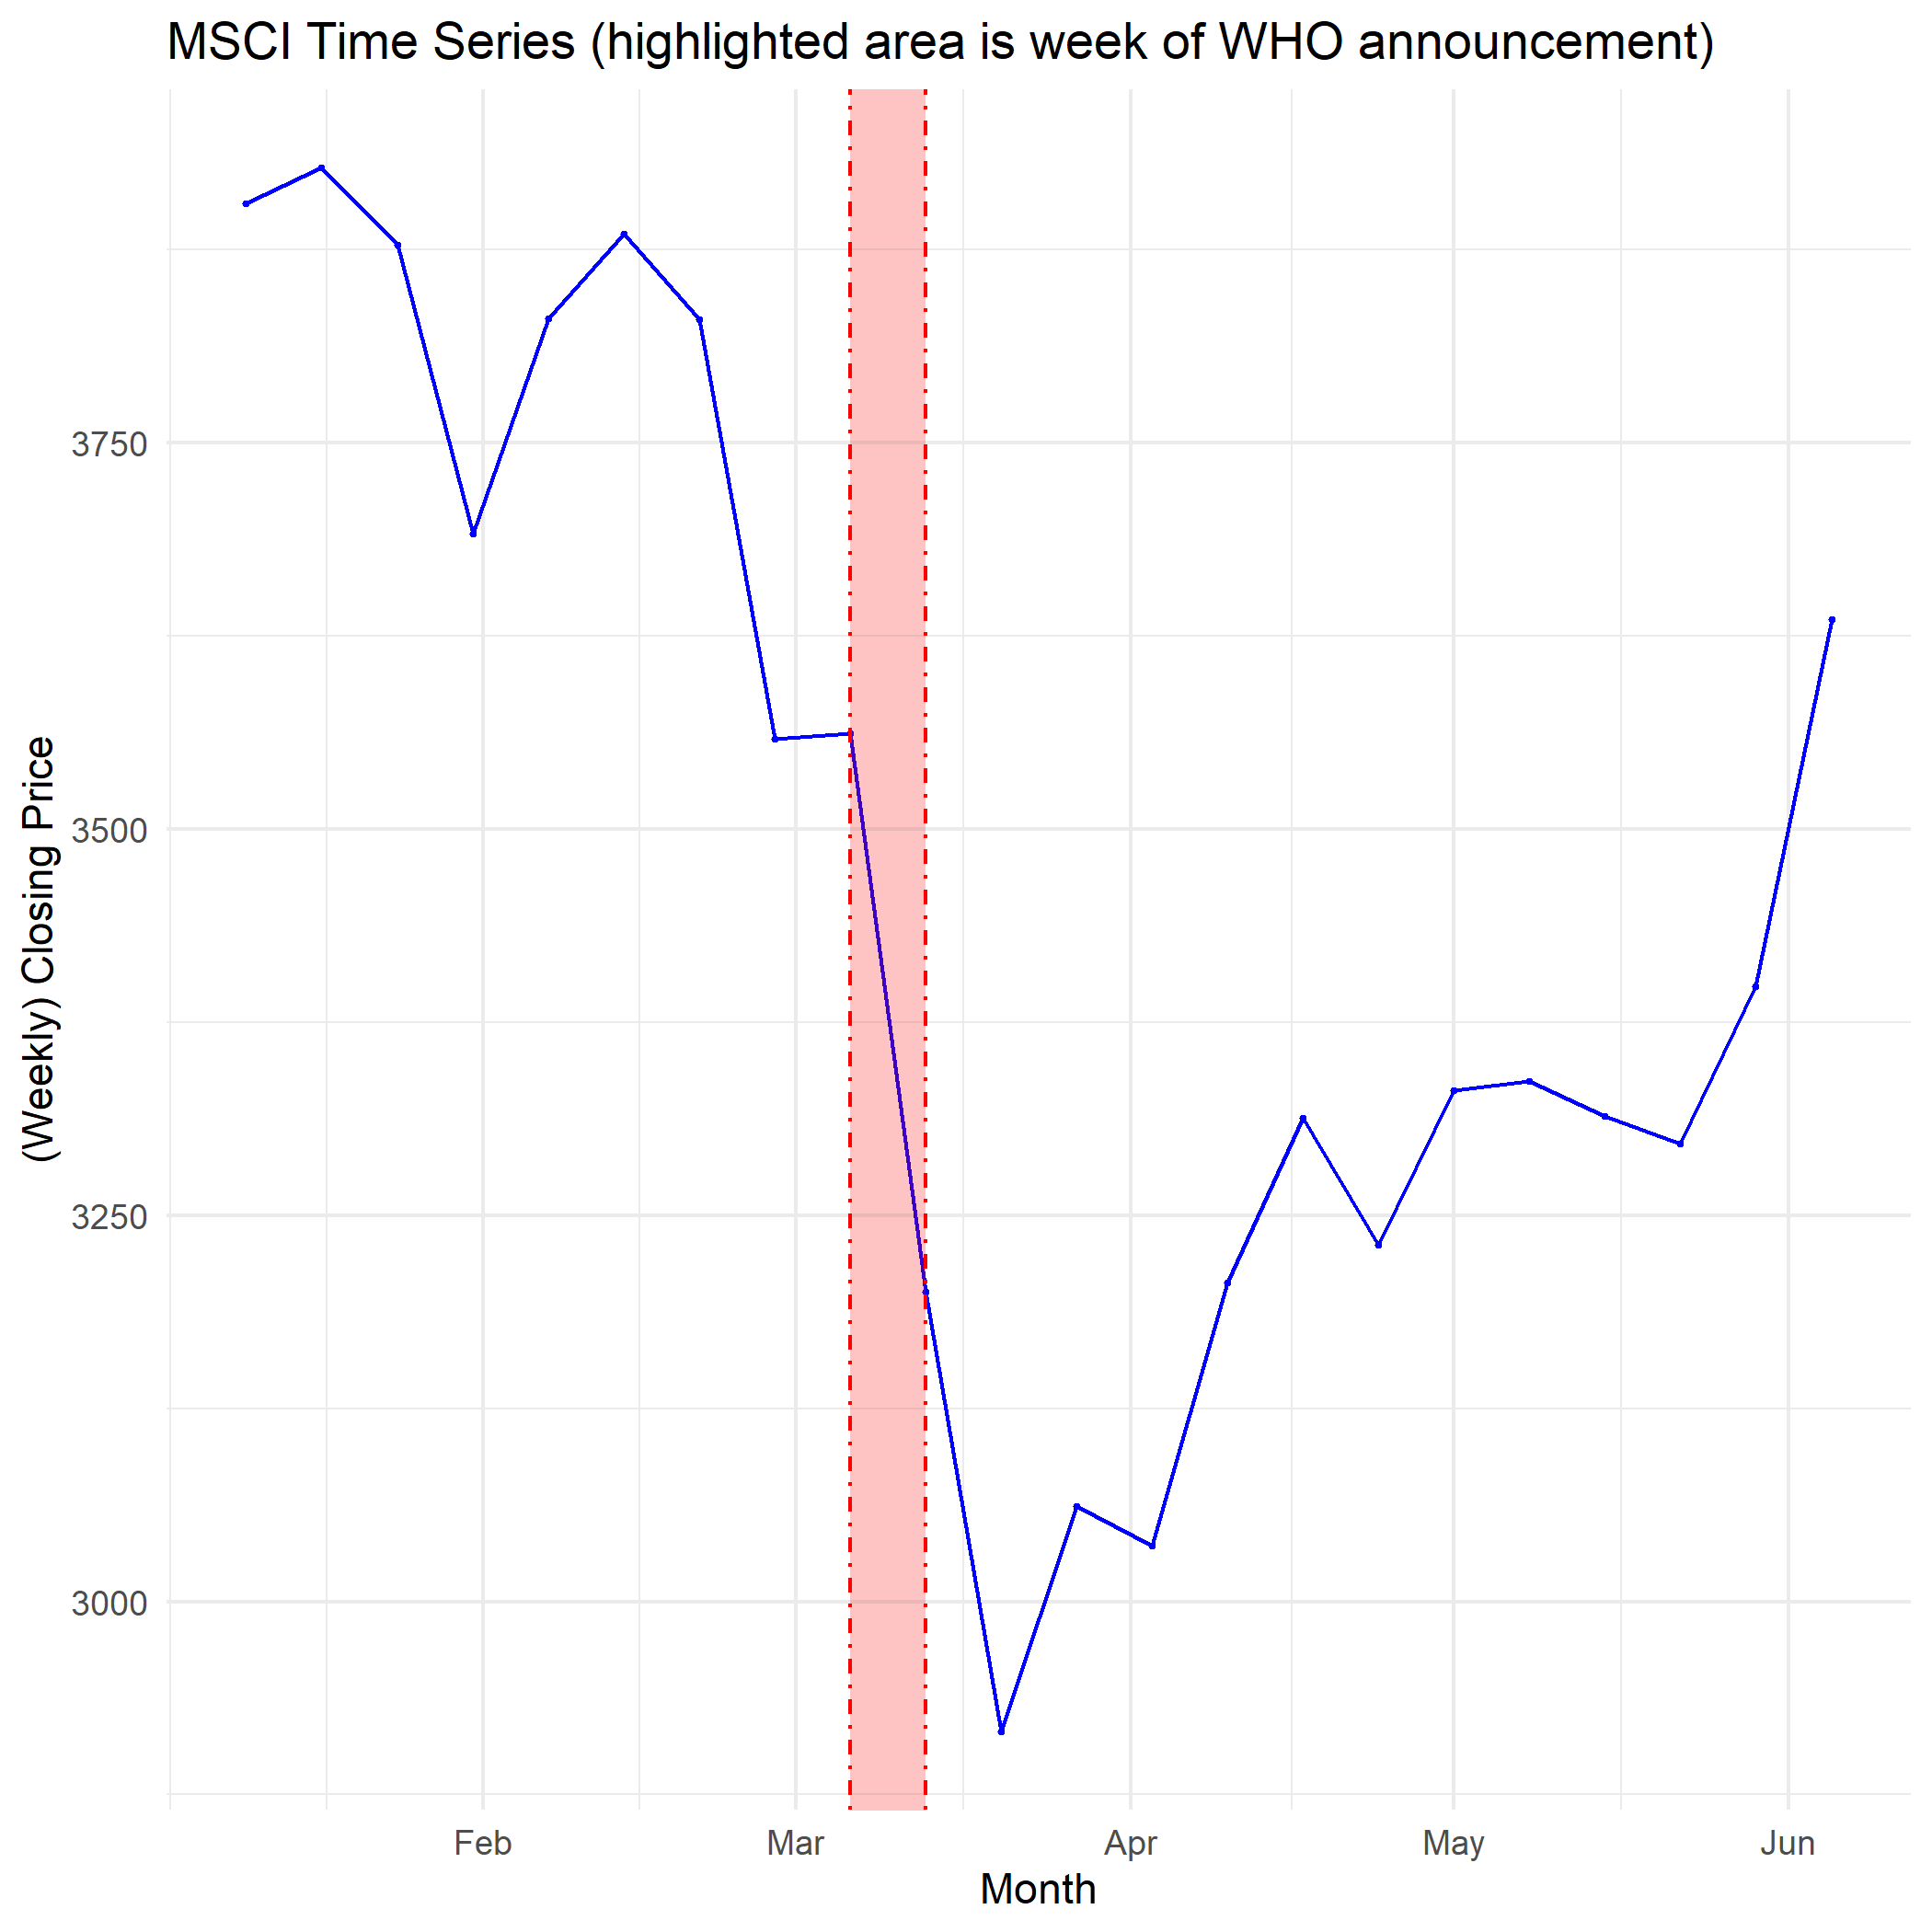 MSCI Time Series (highlighted area is week of WHO announcement)
(Weekly) Closing Price
3750
3500
3250
3000
Feb Mar Apr May Jun
Month